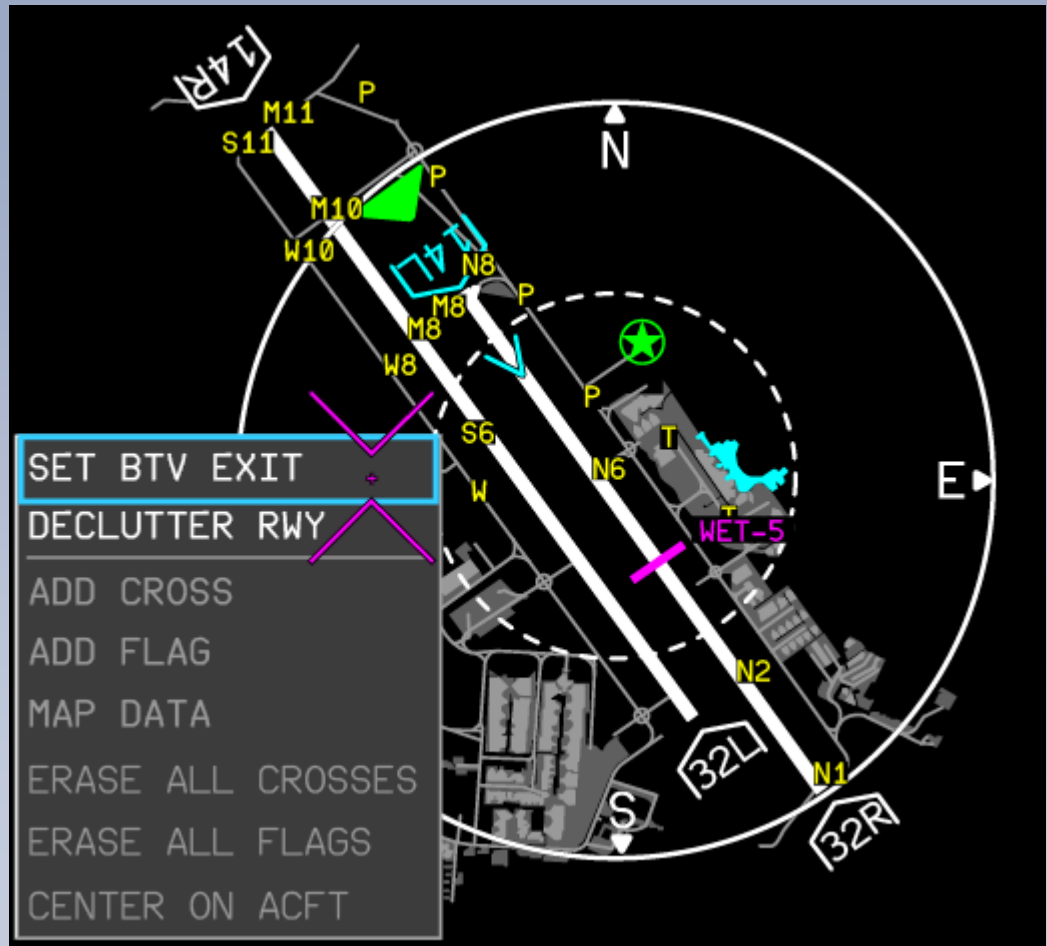 14R
P
M11
S11
N
P
M10
14L
W10
N8
P
M8
M8
W8
P
S6
T
N6
E
W
T
WET-5
N2
32L
N1
32R
S
SET BTV EXIT
DECLUTTER RWY
ADD CROSS
ADD FLAG
MAP DATA
ERASE ALL CROSSES
ERASE ALL FLAGS
CENTER ON ACFT